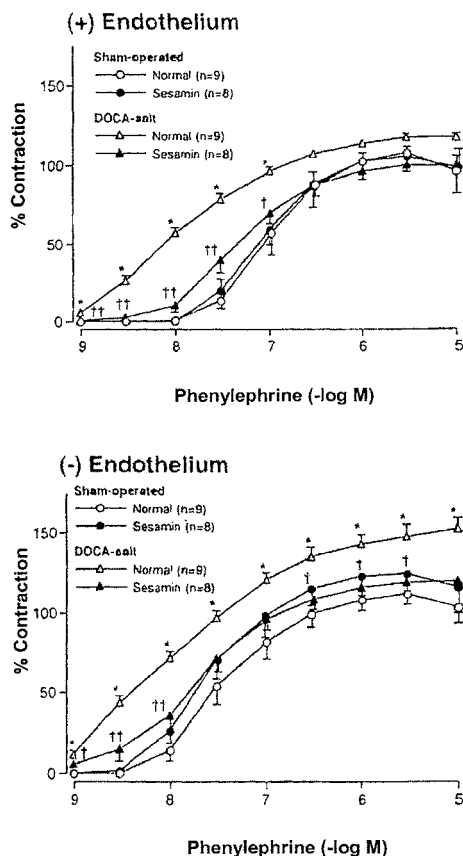 (+) Endothelium
Sham-operated
Normal (n=9)
Sesamin (n=8)
DOCA-salt
Normal (n=9)
Sesamin (n=8)
% Contraction
150
100
50
0
* * * * *
†† †† †† †† †
9 8 7 6 5
Phenylephrine (-log M)
(-) Endothelium
Sham-operated
Normal (n=9)
Sesamin (n=8)
DOCA-salt
Normal (n=9)
Sesamin (n=8)
% Contraction
150
100
50
0
* * * * * * * * *
† †† †† † † †
9 8 7 6 5
Phenylephrine (-log M)